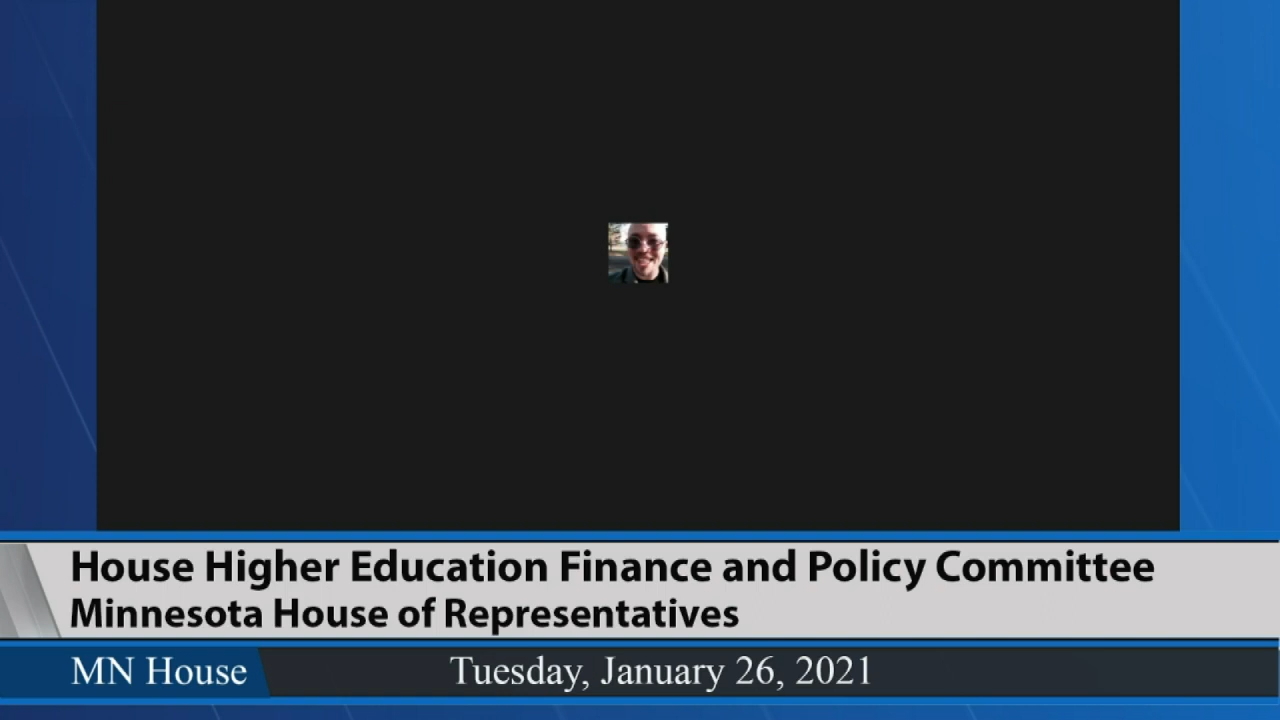 House Higher Education Finance and Policy Committee
Minnesota House of Representatives
MN House
Tuesday, January 26, 2021